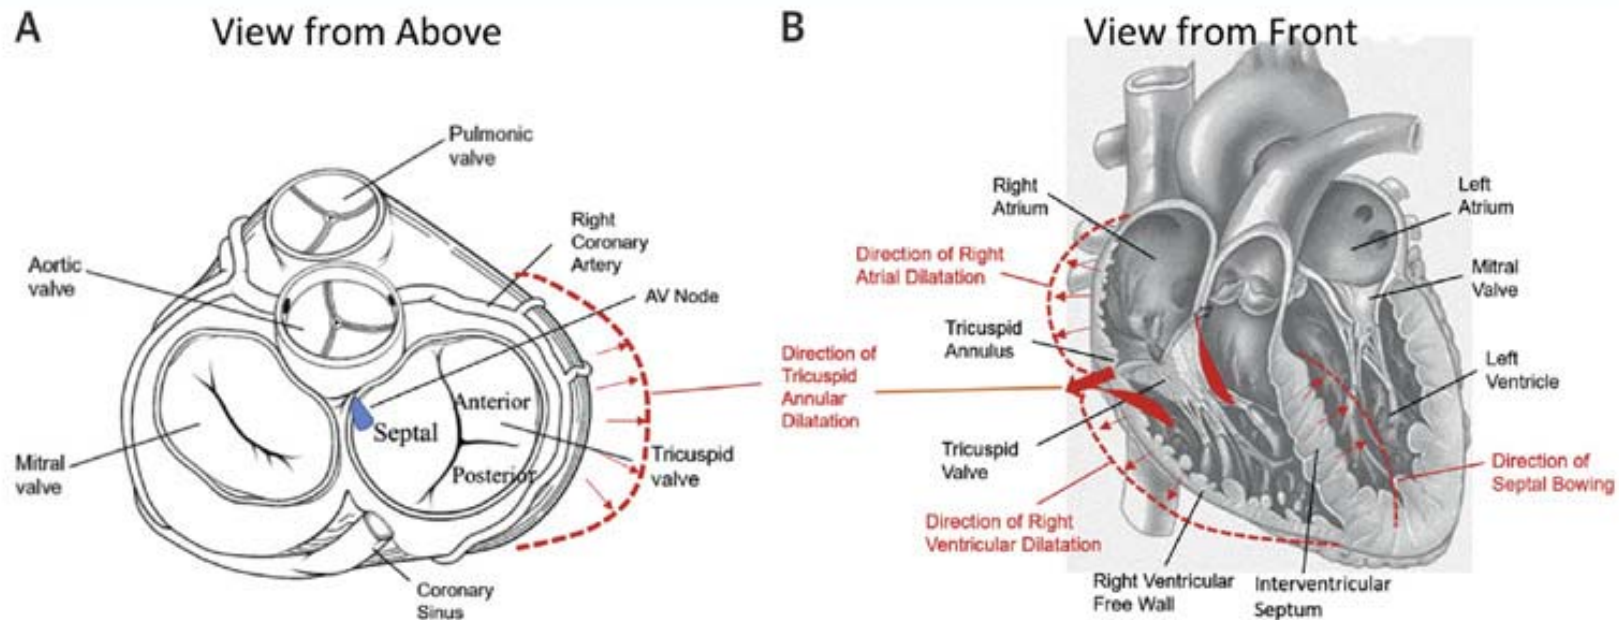 A
View from Above
Pulmonic
valve
Right
Coronary
Artery
Aortic
valve
AV Node
Direction of
Tricuspid
Annular
Dilatation
Anterior
Septal
Posterior
Tricuspid
valve
Mitral
valve
Coronary
Sinus
B
View from Front
Right
Atrium
Left
Atrium
Direction of Right
Atrial Dilatation
Mitral
Valve
Tricuspid
Annulus
Left
Ventricle
Tricuspid
Valve
Direction of
Septal Bowing
Direction of Right
Ventricular Dilatation
Right Ventricular
Free Wall
Interventricular
Septum